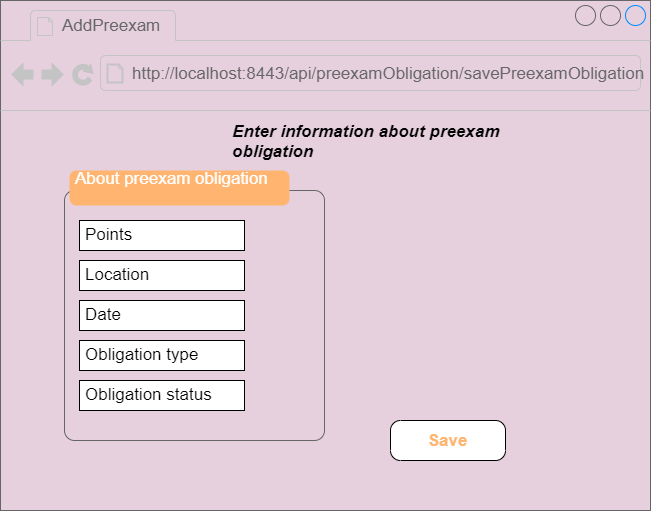 AddPreexam
http://localhost:8443/api/preexamObligation/savePreexamObligation
Enter information about preexam
obligation
About preexam obligation
Points
Location
Date
Obligation type
Obligation status
Save